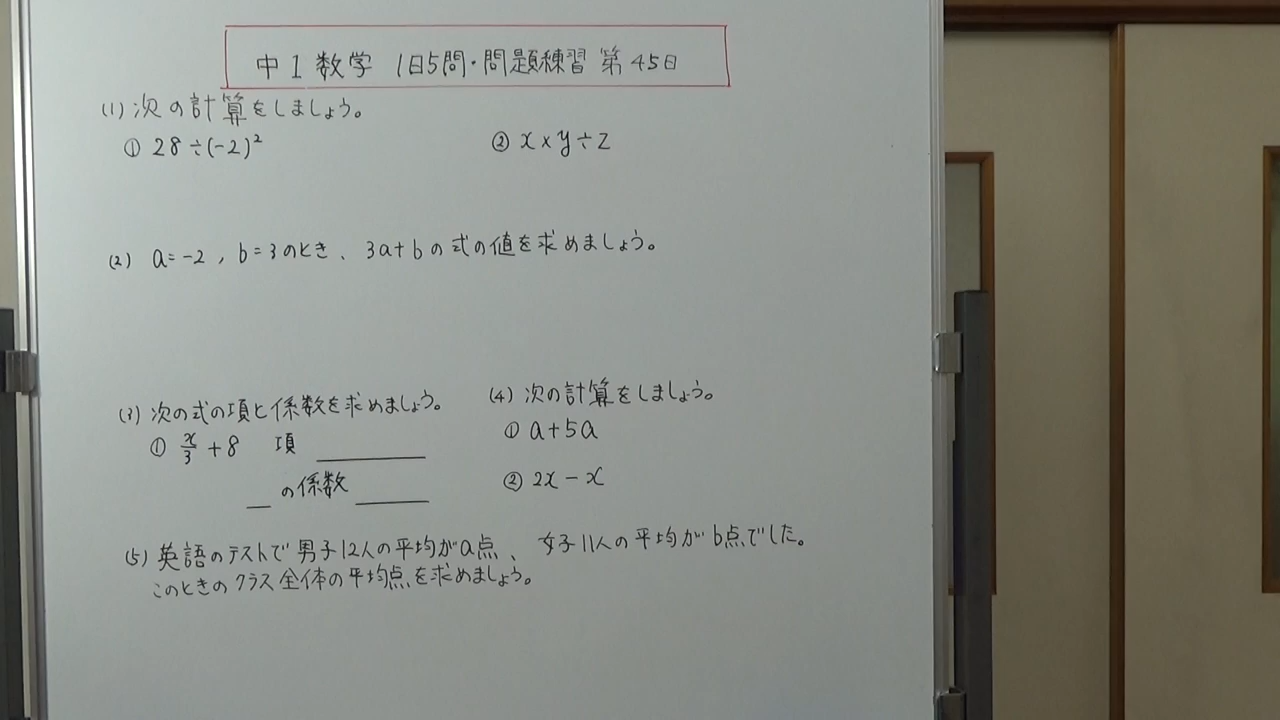 中1 数学 1日5問・問題練習 第45日
(1) 次の計算をしましょう。
① 28÷(-2)² ② x×y÷z
(2) a=-2, b=3のとき、3a+bの式の値を求めましょう。
(3) 次の式の項と係数を求めましょう。
① x/3 +8 項 ______
__ の係数 ____
(4) 次の計算をしましょう。
① a+5a
② 2x-x
(5) 英語のテストで男子12人の平均がa点、女子11人の平均がb点でした。
このときのクラス全体の平均点を求めましょう。